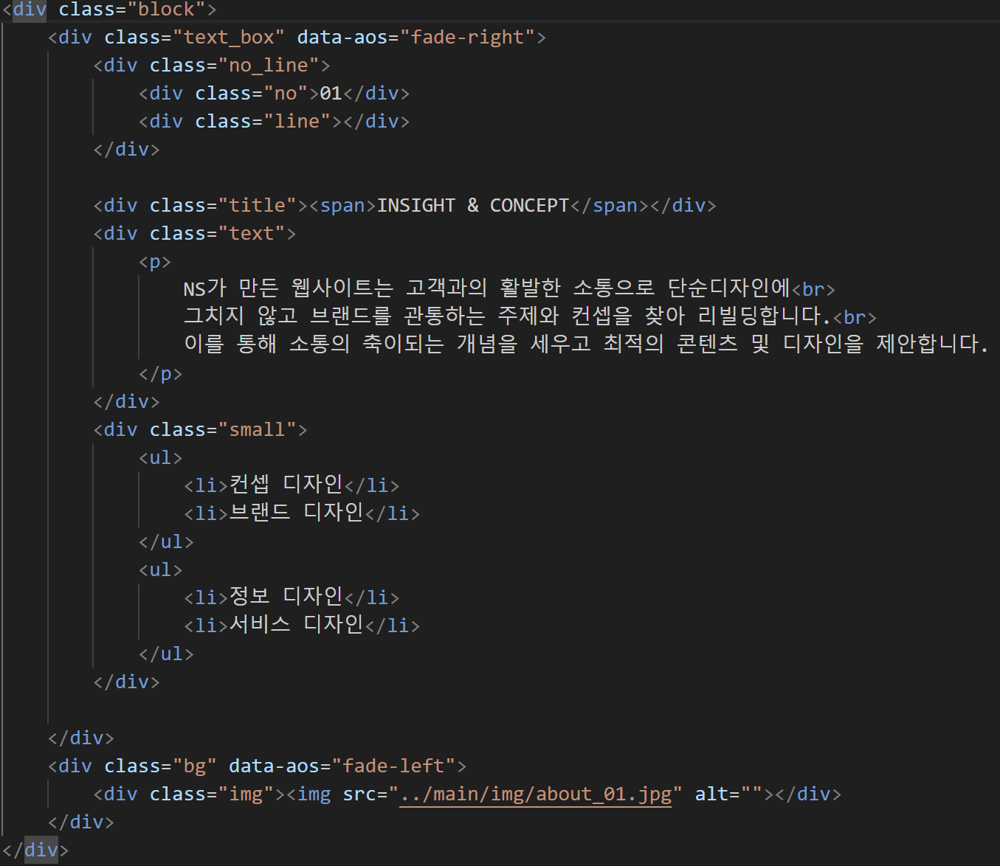 <div class="block">
<div class="text_box" data-aos="fade-right">
<div class="no_line">
<div class="no">01</div>
<div class="line"></div>
</div>
<div class="title"><span>INSIGHT & CONCEPT</span></div>
<div class="text">
<p>
NS가 만든 웹사이트는 고객과의 활발한 소통으로 단순디자인에<br>
그치지 않고 브랜드를 관통하는 주제와 컨셉을 찾아 리빌딩합니다.<br>
이를 통해 소통의 축이되는 개념을 세우고 최적의 콘텐츠 및 디자인을 제안합니다.
</p>
</div>
<div class="small">
<ul>
<li>컨셉 디자인</li>
<li>브랜드 디자인</li>
</ul>
<ul>
<li>정보 디자인</li>
<li>서비스 디자인</li>
</ul>
</div>
</div>
<div class="bg" data-aos="fade-left">
<div class="img"><img src="../main/img/about_01.jpg" alt=""></div>
</div>
</div>